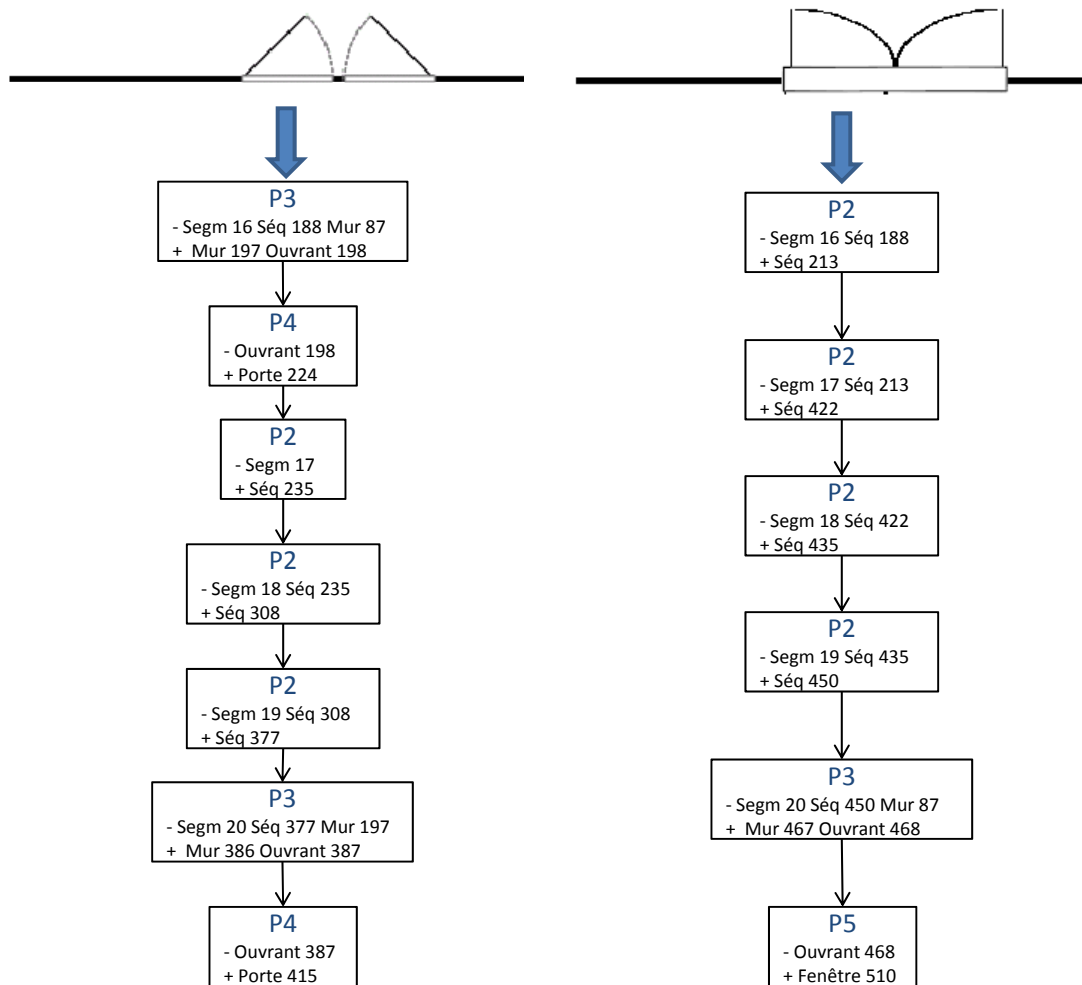 P3
- Segm 16 Séq 188 Mur 87
+ Mur 197 Ouvrant 198
P4
- Ouvrant 198
+ Porte 224
P2
- Segm 17
+ Séq 235
P2
- Segm 18 Séq 235
+ Séq 308
P2
- Segm 19 Séq 308
+ Séq 377
P3
- Segm 20 Séq 377 Mur 197
+ Mur 386 Ouvrant 387
P4
- Ouvrant 387
+ Porte 415
P2
- Segm 16 Séq 188
+ Séq 213
P2
- Segm 17 Séq 213
+ Séq 422
P2
- Segm 18 Séq 422
+ Séq 435
P2
- Segm 19 Séq 435
+ Séq 450
P3
- Segm 20 Séq 450 Mur 87
+ Mur 467 Ouvrant 468
P5
- Ouvrant 468
+ Fenêtre 510